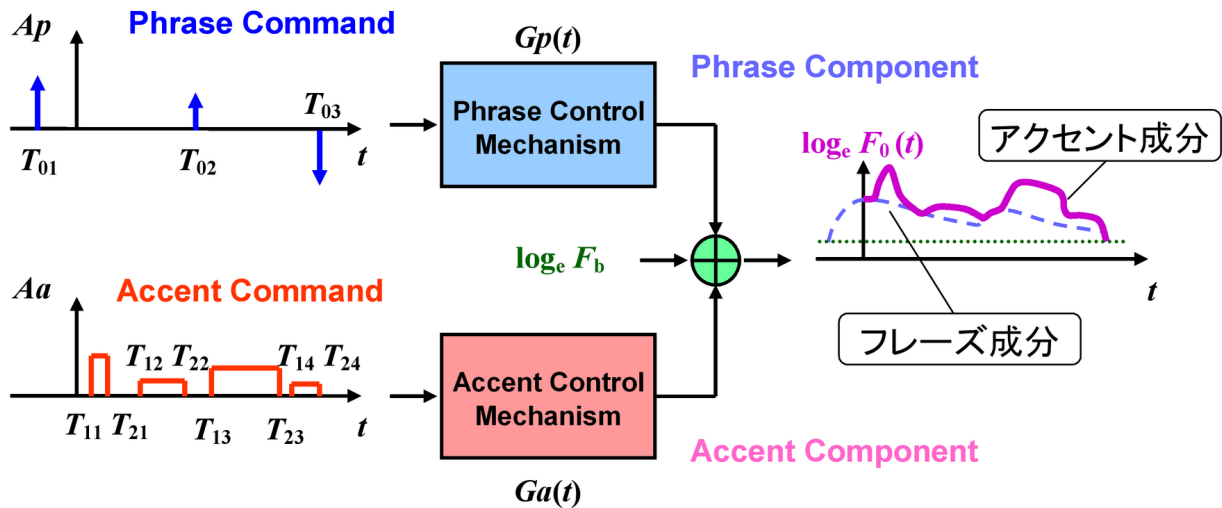 Ap
Phrase Command
T01
T02
T03
t
Gp(t)
Phrase Control
Mechanism
Phrase Component
loge Fb
loge F0 (t)
アクセント成分
フレーズ成分
t
Aa
Accent Command
T11
T21
T12
T22
T13
T23
T14
T24
t
Accent Control
Mechanism
Ga(t)
Accent Component